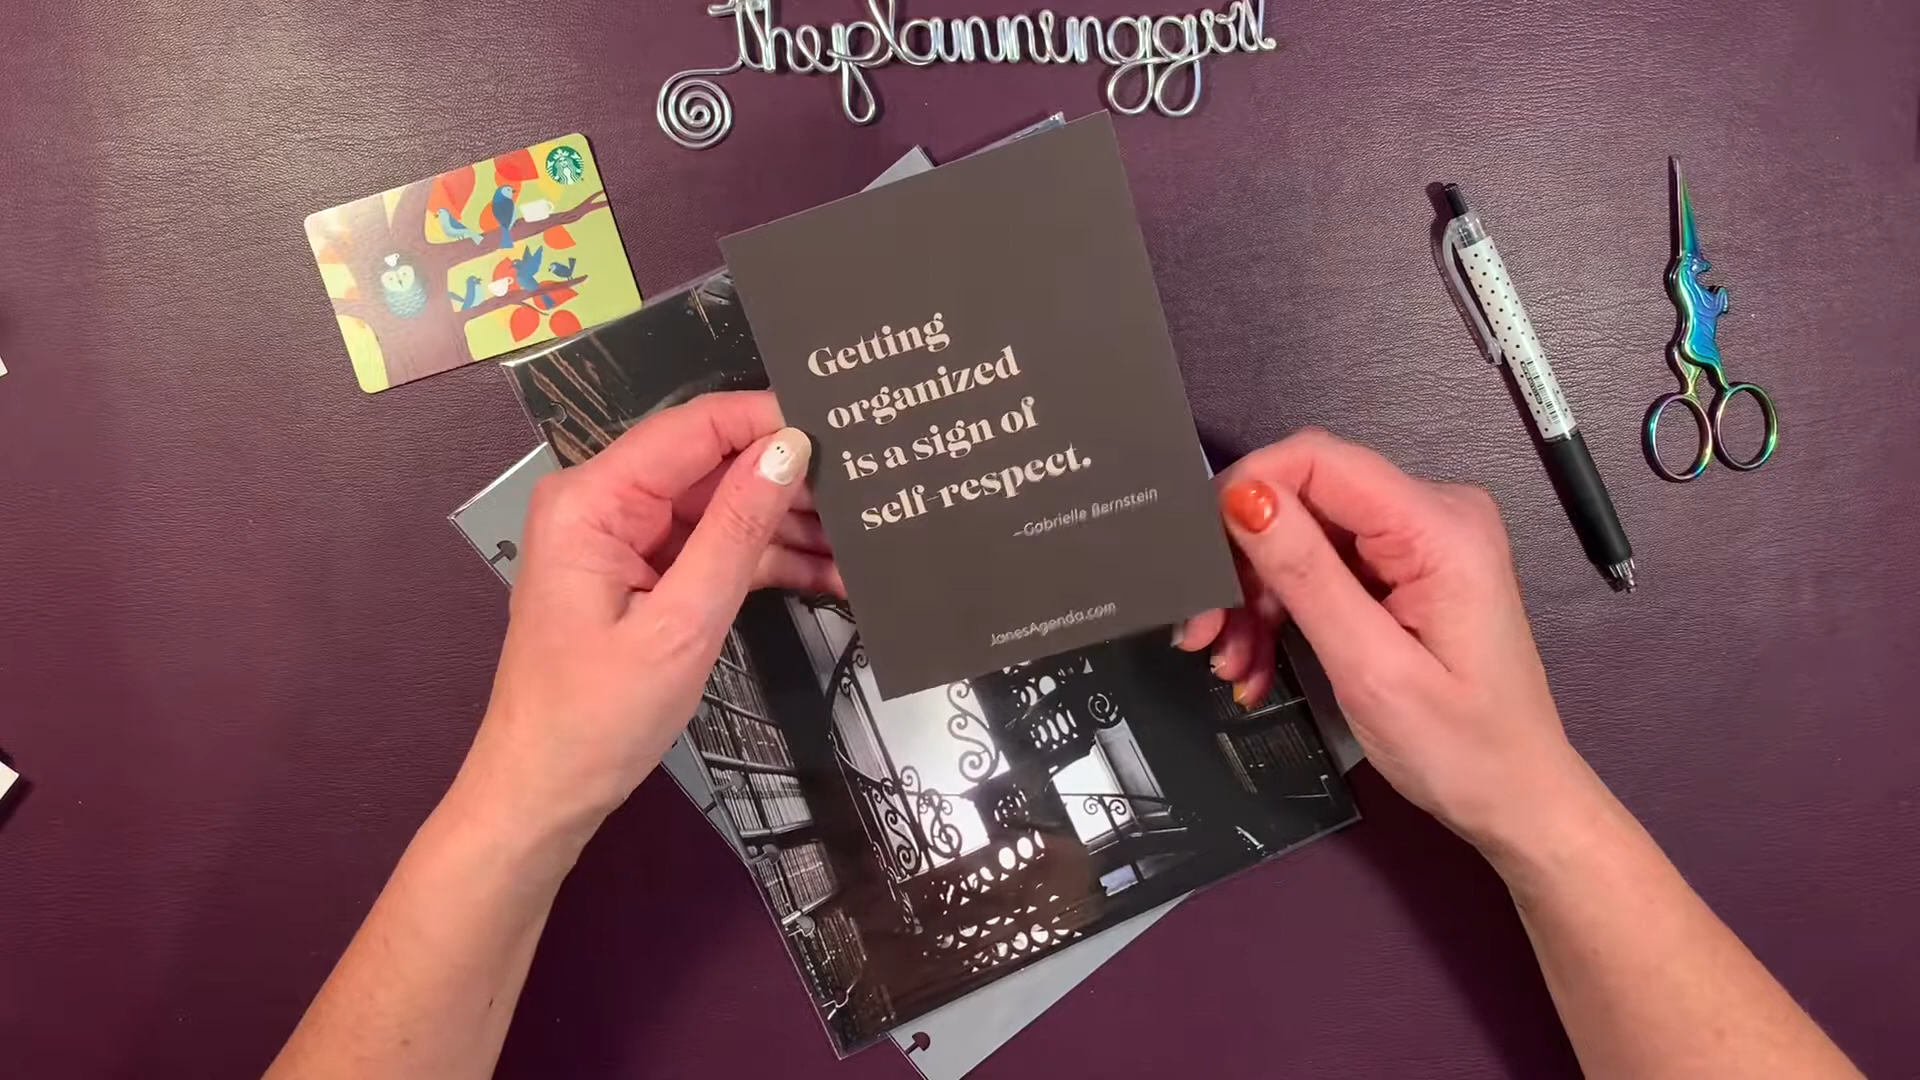 theplanninggirl
Getting
organized
is a sign of
self-respect.
—Gabrielle Bernstein
JanesAgenda.com